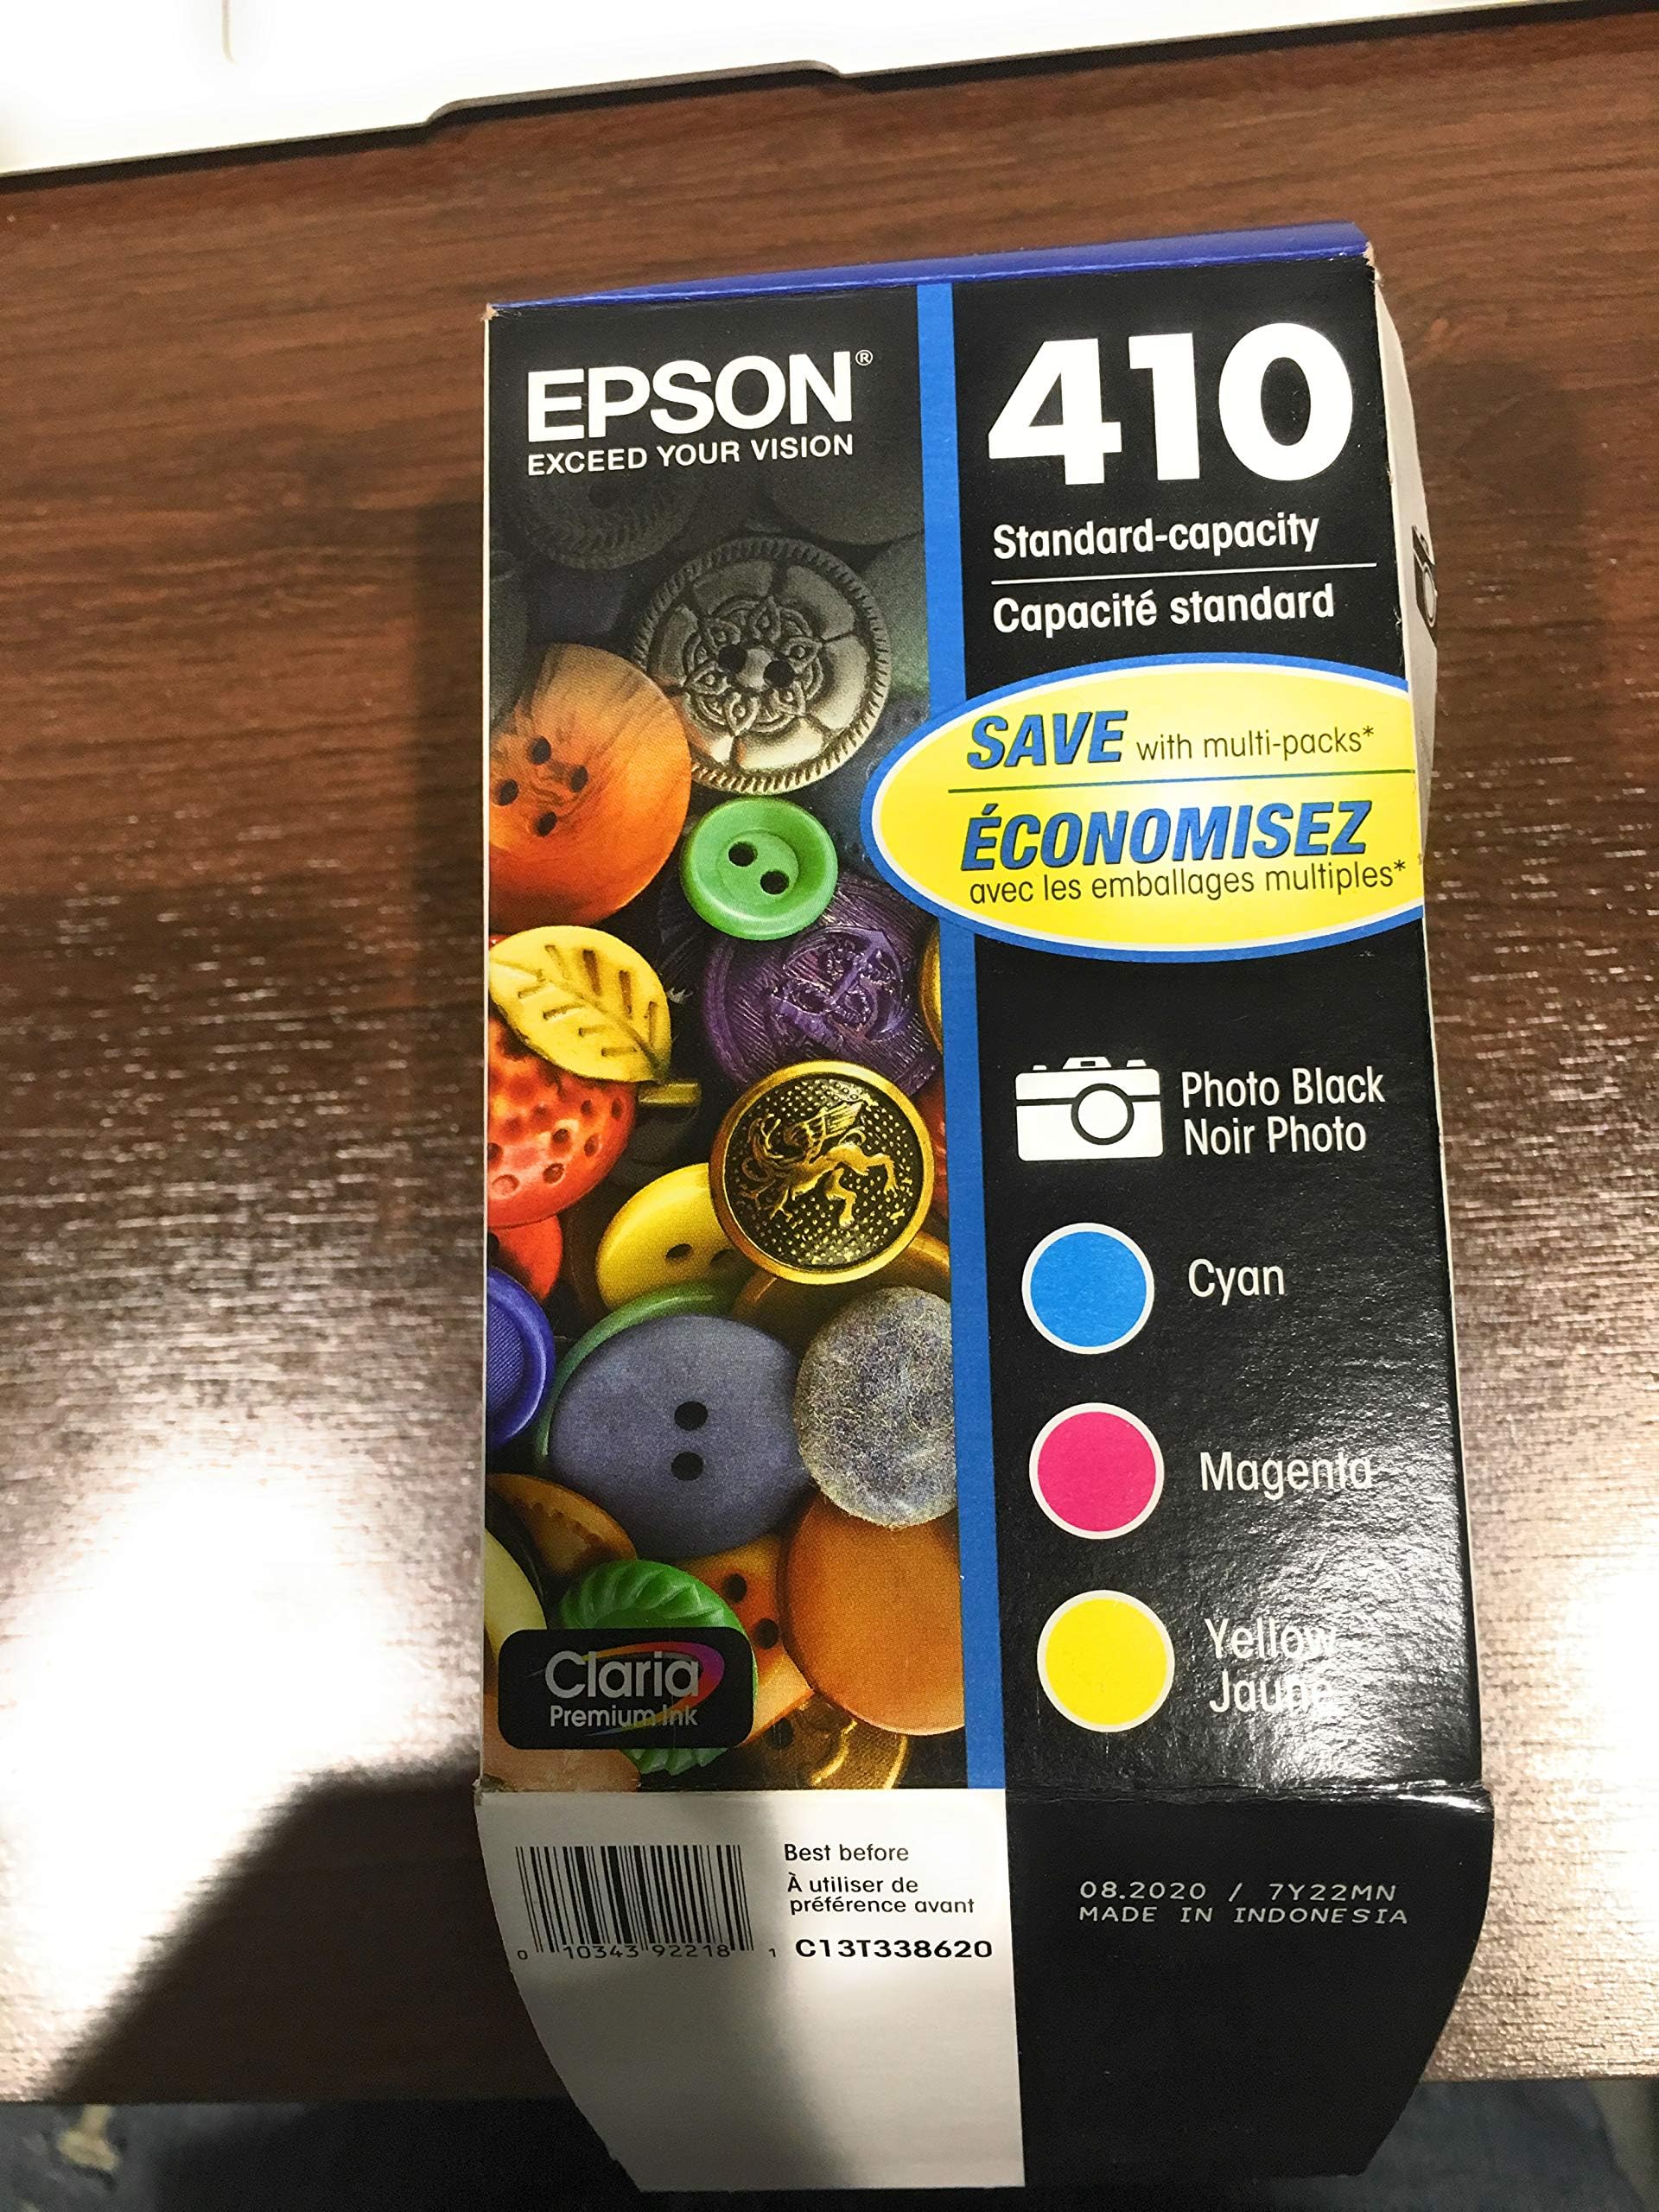 EPSON®
EXCEED YOUR VISION
410
Standard-capacity
Capacité standard
SAVE with multi-packs*
ÉCONOMISEZ
avec les emballages multiples*
Photo Black
Noir Photo
Cyan
Magenta
Yellow
Jaune
Claria
Premium Ink
Best before
À utiliser de
préférence avant
0 10343 92218 1 C13T338620
08.2020 / 7Y22MN
MADE IN INDONESIA